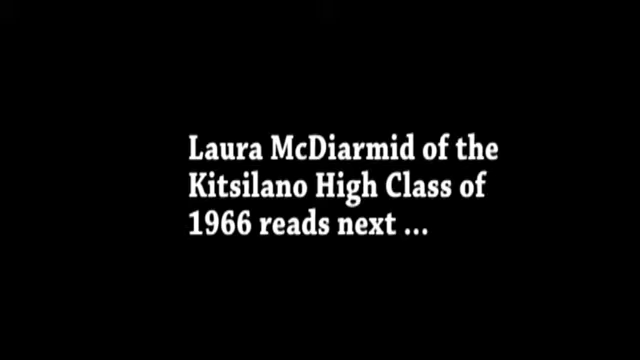 Laura McDiarmid of the
Kitsilano High Class of
1966 reads next ...